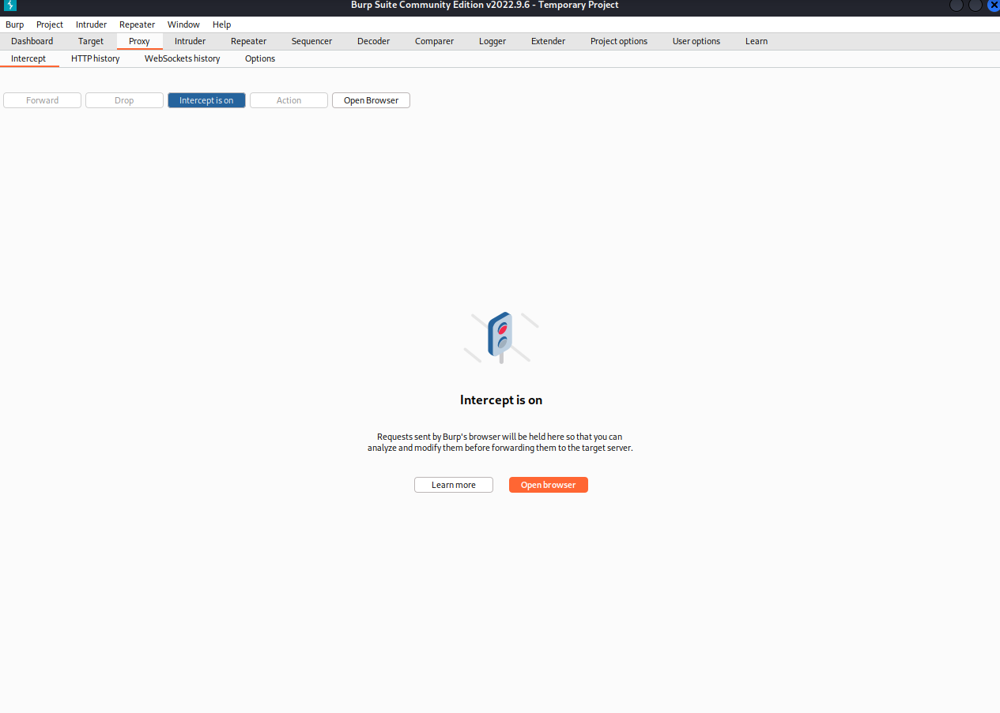 Burp Suite Community Edition v2022.9.6 - Temporary Project
Burp Project Intruder Repeater Window Help
Dashboard Target Proxy Intruder Repeater Sequencer Decoder Comparer Logger Extender Project options User options Learn
Intercept HTTP history WebSockets history Options
Forward Drop Intercept is on Action Open Browser
Intercept is on
Requests sent by Burp's browser will be held here so that you can
analyze and modify them before forwarding them to the target server.
Learn more Open browser